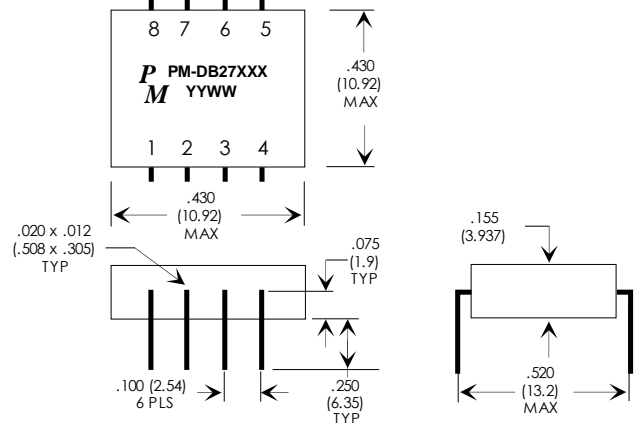 8 7 6 5
P M PM-DB27XXX
YYWW
1 2 3 4
.430
(10.92)
MAX
.430
(10.92)
MAX
.020 x .012
(.508 x .305)
TYP
.075
(1.9)
TYP
.155
(3.937)
.100 (2.54)
6 PLS
.250
(6.35)
TYP
.520
(13.2)
MAX